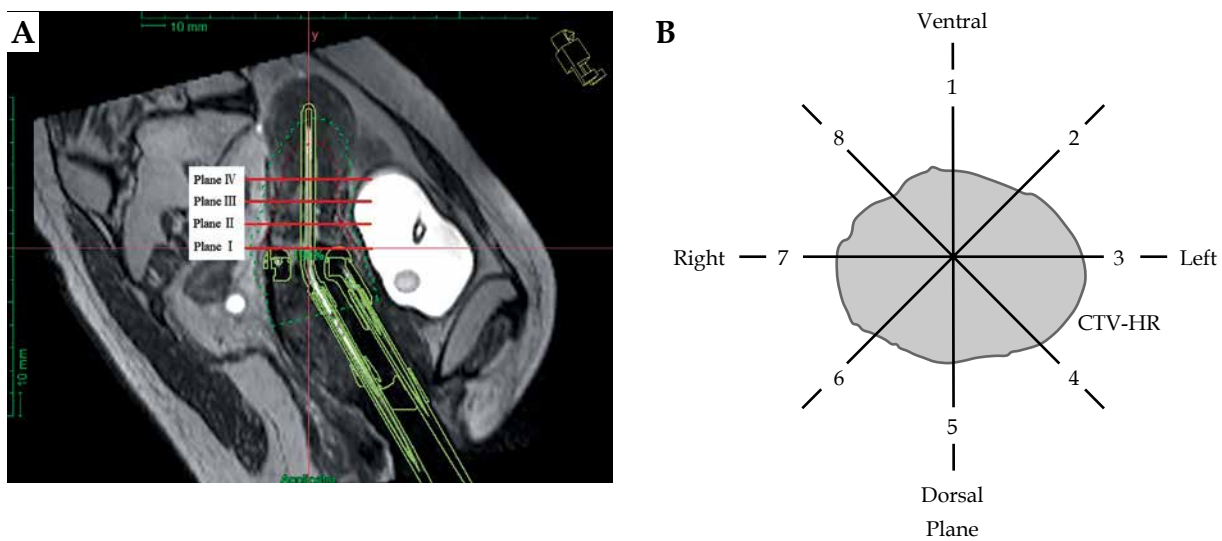 A
10 mm
y
Plane IV
Plane III
Plane II
Plane I
10 mm
B
Ventral
1
8
2
Right
7
3
Left
CTV-HR
6
4
5
Dorsal
Plane